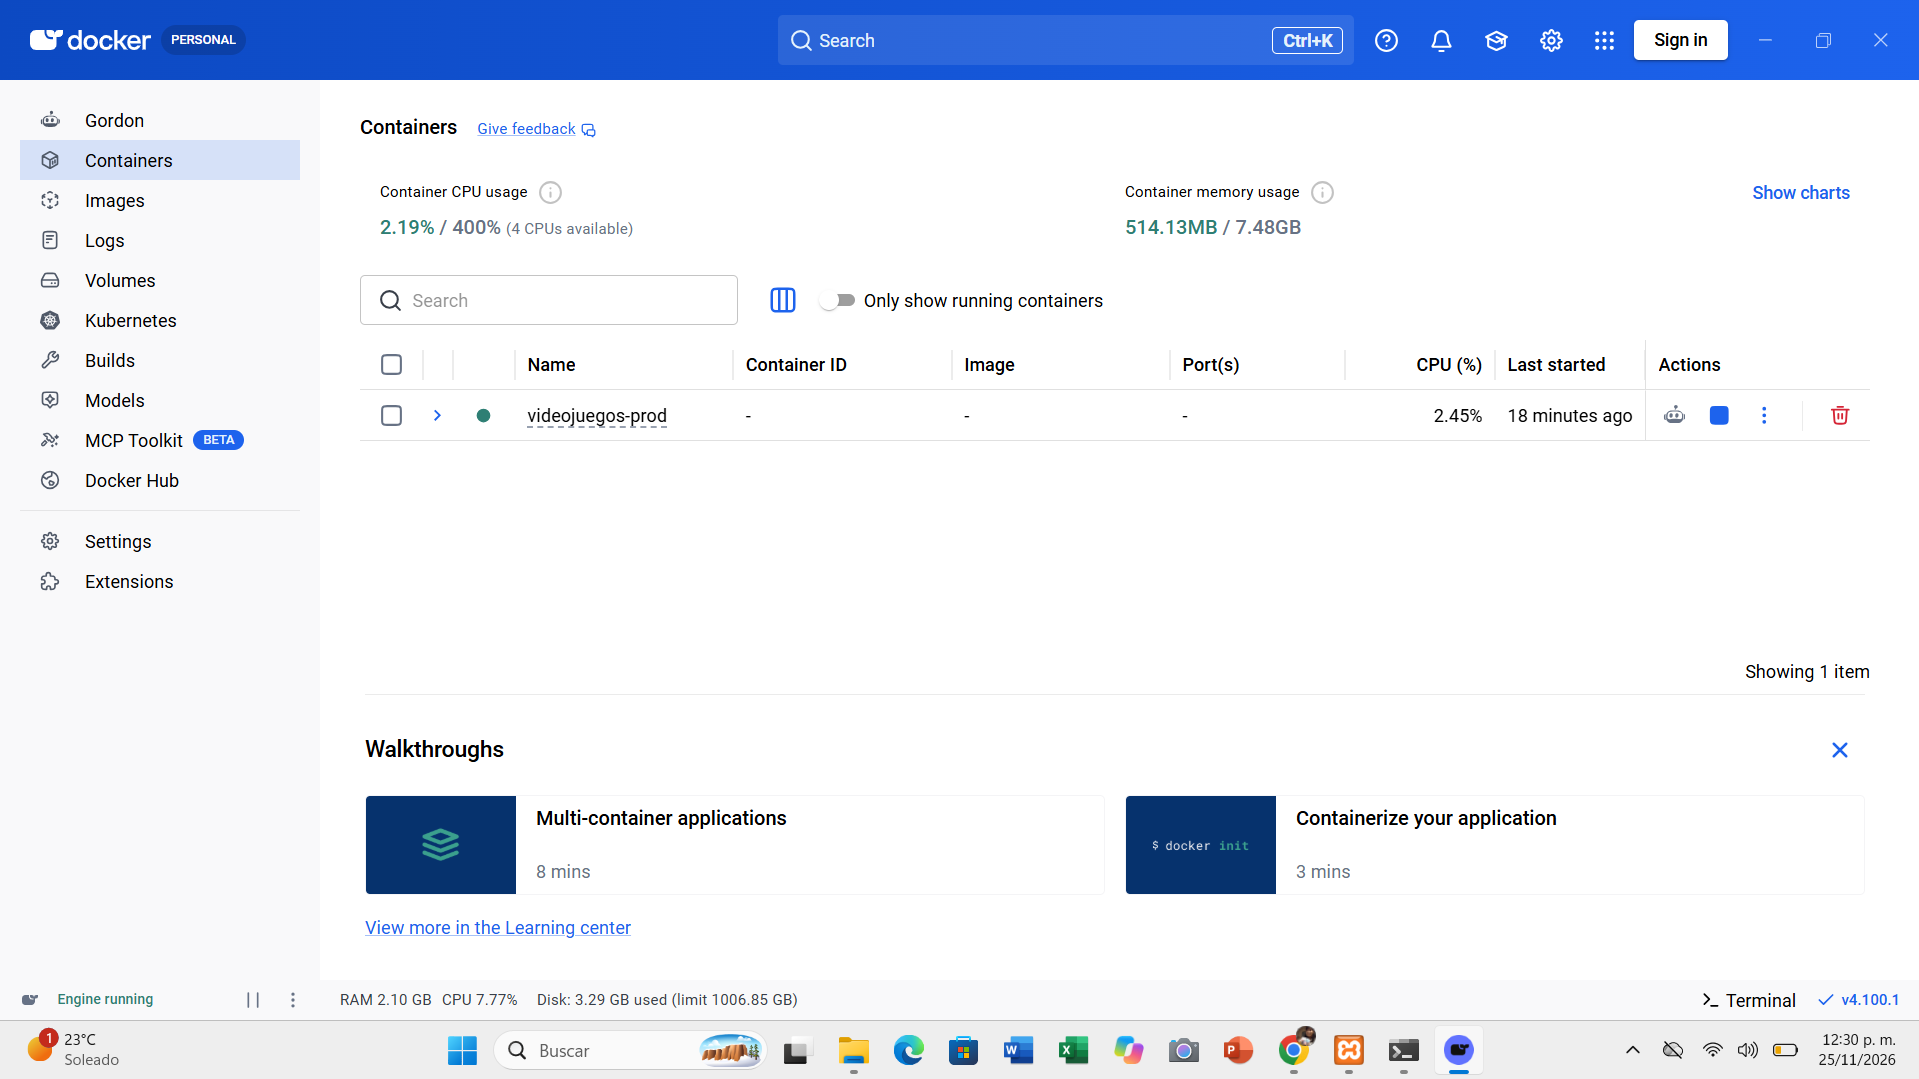 docker PERSONAL
Search Ctrl+K
Sign in
Gordon
Containers
Images
Logs
Volumes
Kubernetes
Builds
Models
MCP Toolkit BETA
Docker Hub
Settings
Extensions
Containers Give feedback
Container CPU usage
2.19% / 400% (4 CPUs available)
Container memory usage
514.13MB / 7.48GB
Show charts
Search
Only show running containers
Name Container ID Image Port(s) CPU (%) Last started Actions
videojuegos-prod - - - 2.45% 18 minutes ago
Showing 1 item
Walkthroughs
Multi-container applications
8 mins
$ docker init
Containerize your application
3 mins
View more in the Learning center
Engine running
RAM 2.10 GB CPU 7.77% Disk: 3.29 GB used (limit 1006.85 GB)
>_ Terminal
v4.100.1
1
23°C
Soleado
Buscar
12:30 p. m.
25/11/2026